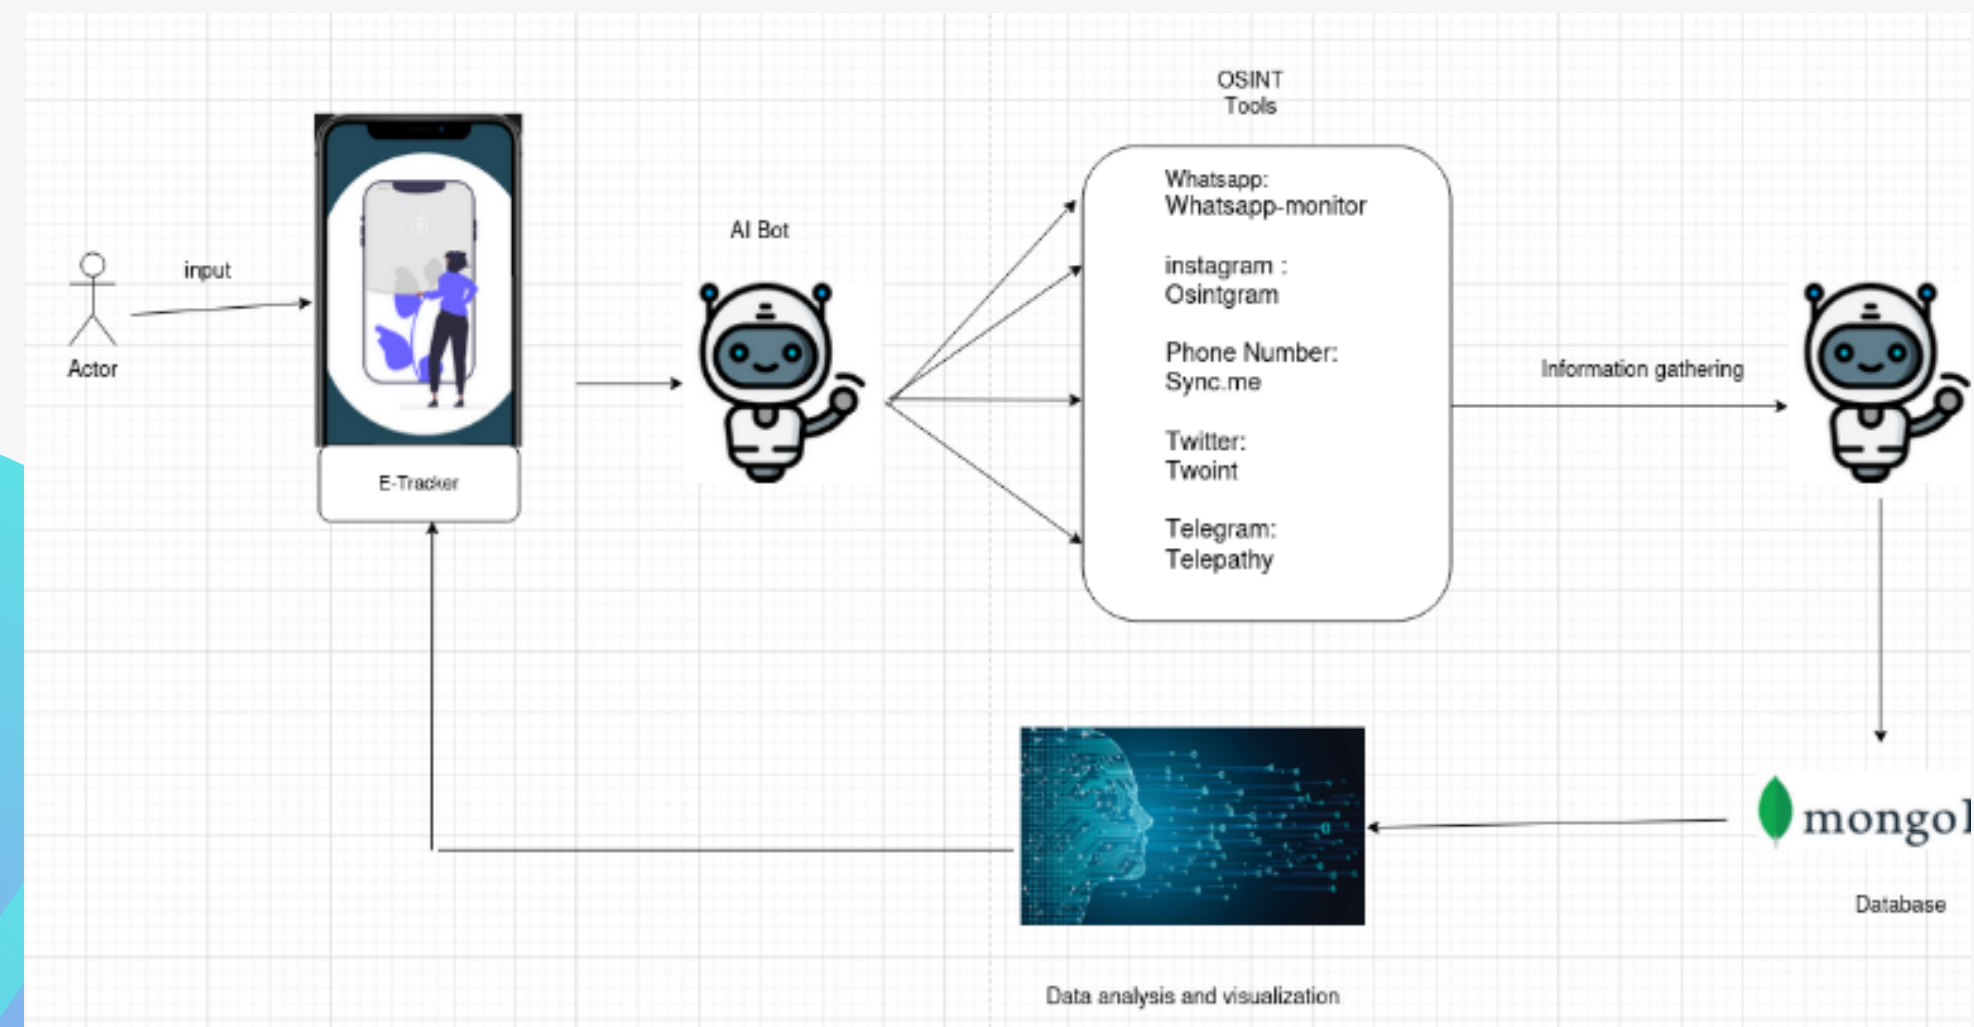 OSINT
Tools
Whatsapp:
Whatsapp-monitor
instagram :
Osintgram
Phone Number:
Sync.me
Twitter:
Twoint
Telegram:
Telepathy
AI Bot
input
Actor
E-Tracker
Information gathering
mongo
Database
Data analysis and visualization